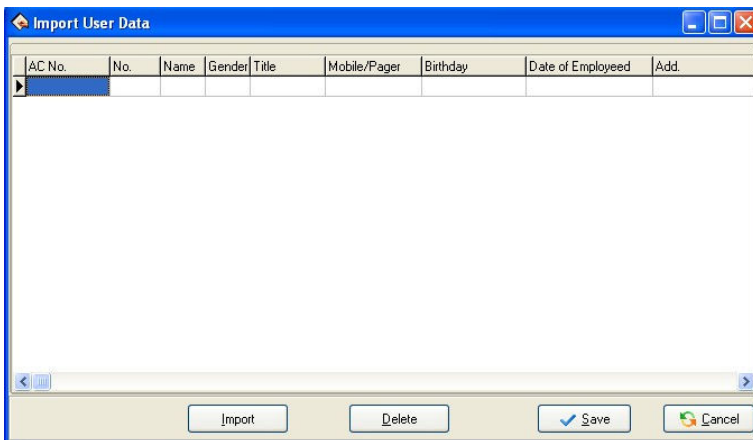 Import User Data
AC No. No. Name Gender Title Mobile/Pager Birthday Date of Employeed Add.
Import Delete Save Cancel